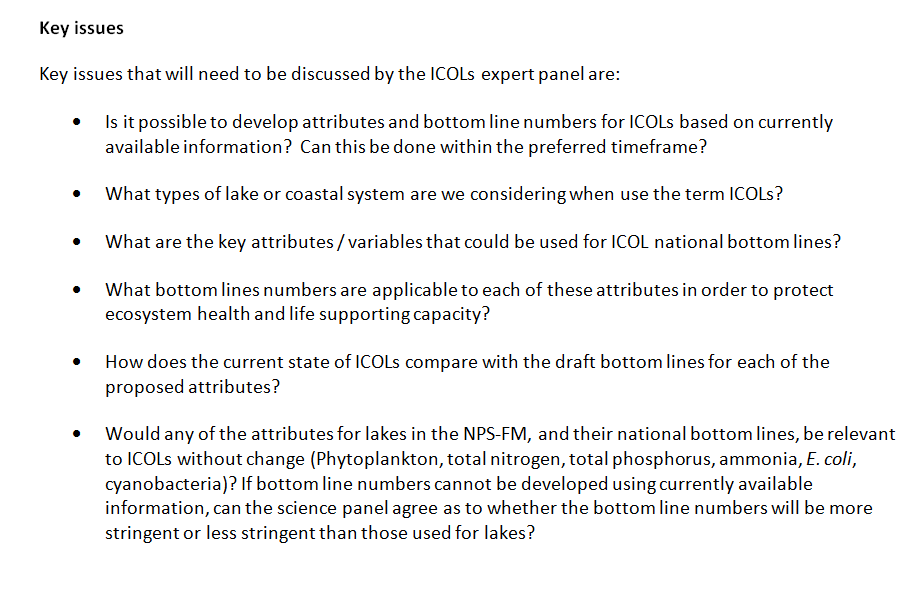 Key issues
Key issues that will need to be discussed by the ICOLs expert panel are:
• Is it possible to develop attributes and bottom line numbers for ICOLs based on currently
available information?  Can this be done within the preferred timeframe?
• What types of lake or coastal system are we considering when use the term ICOLs?
• What are the key attributes / variables that could be used for ICOL national bottom lines?
• What bottom lines numbers are applicable to each of these attributes in order to protect
ecosystem health and life supporting capacity?
• How does the current state of ICOLs compare with the draft bottom lines for each of the
proposed attributes?
• Would any of the attributes for lakes in the NPS-FM, and their national bottom lines, be relevant
to ICOLs without change (Phytoplankton, total nitrogen, total phosphorus, ammonia, E. coli,
cyanobacteria)? If bottom line numbers cannot be developed using currently available
information, can the science panel agree as to whether the bottom line numbers will be more
stringent or less stringent than those used for lakes?